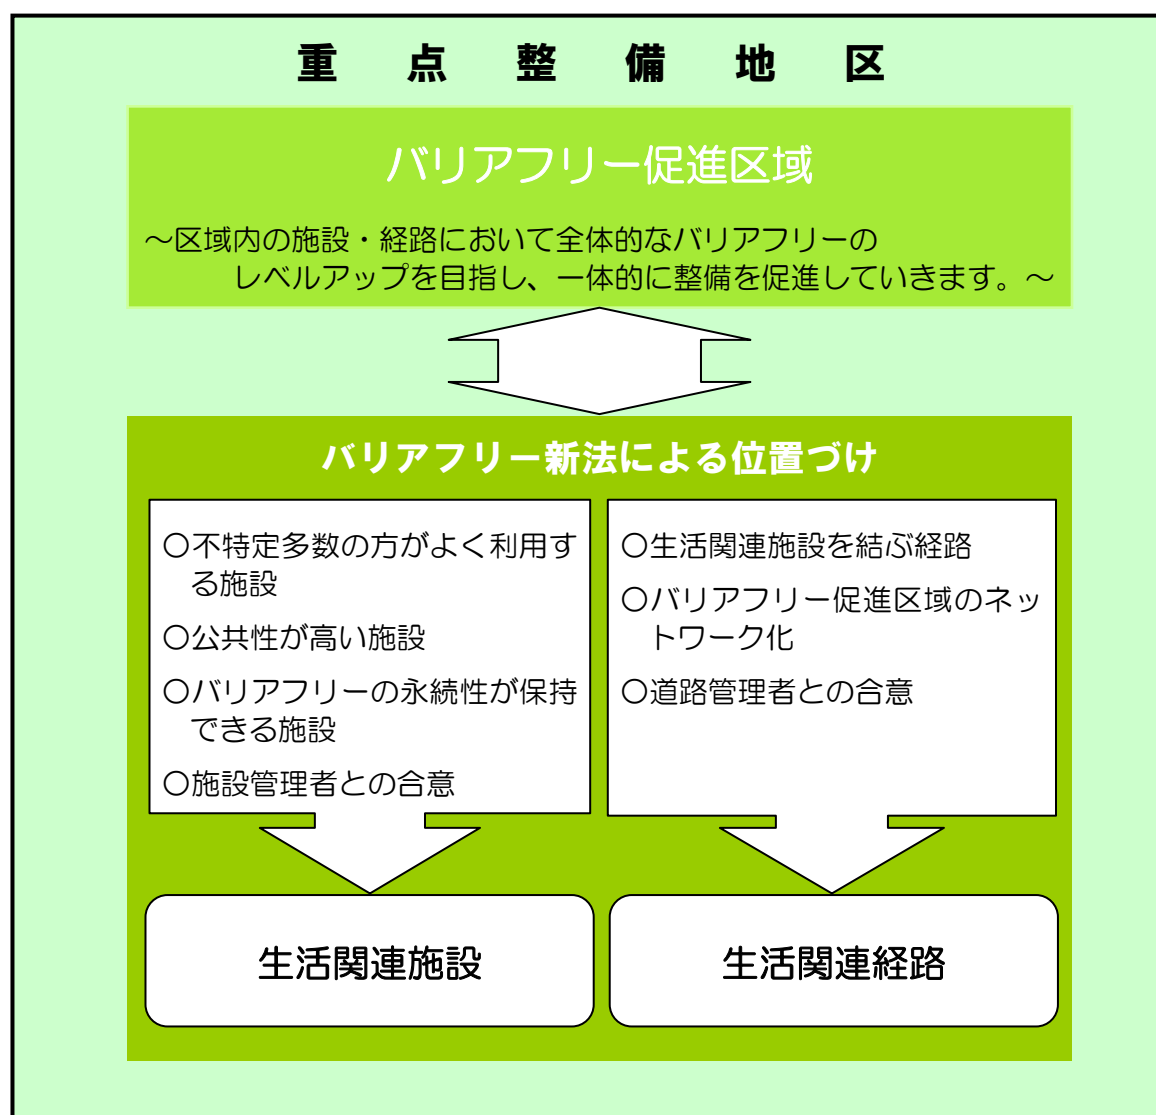 重点整備地区
バリアフリー促進区域
～区域内の施設・経路において全体的なバリアフリーの
レベルアップを目指し、一体的に整備を促進していきます。～
バリアフリー新法による位置づけ
〇不特定多数の方がよく利用す
る施設
〇公共性が高い施設
〇バリアフリーの永続性が保持
できる施設
〇施設管理者との合意
〇生活関連施設を結ぶ経路
〇バリアフリー促進区域のネッ
トワーク化
〇道路管理者との合意
生活関連施設
生活関連経路